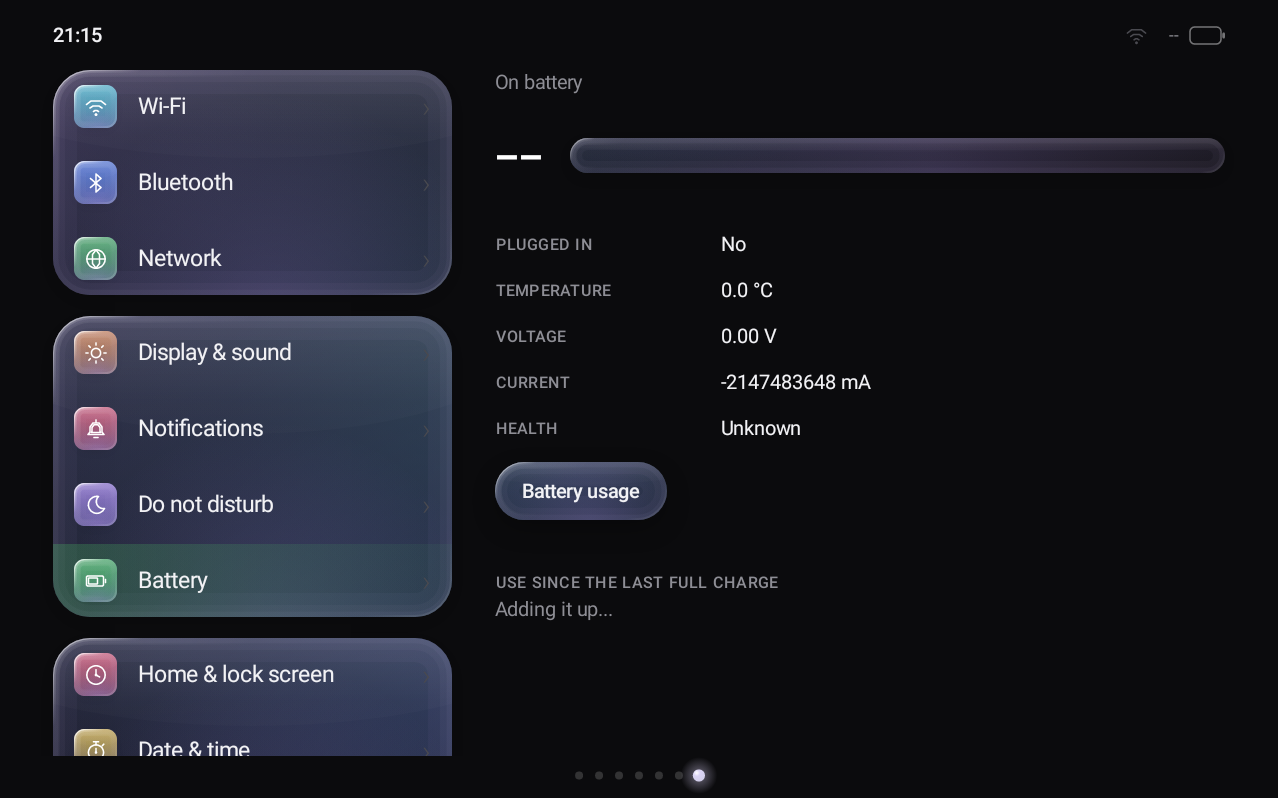 21:15
--
Wi-Fi
Bluetooth
Network
Display & sound
Notifications
Do not disturb
Battery
Home & lock screen
Date & time
On battery
--
PLUGGED IN No
TEMPERATURE 0.0 °C
VOLTAGE 0.00 V
CURRENT -2147483648 mA
HEALTH Unknown
Battery usage
USE SINCE THE LAST FULL CHARGE
Adding it up...